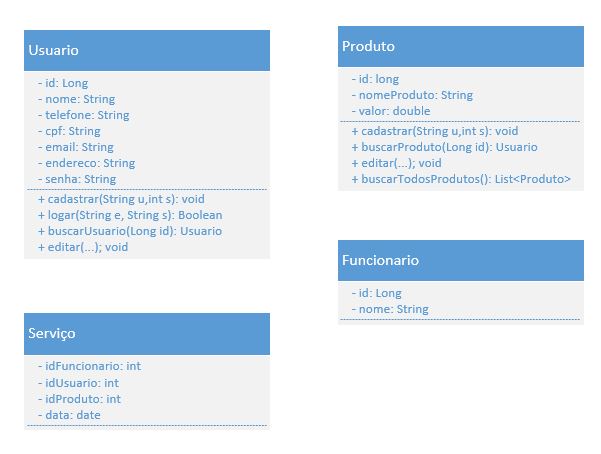 Usuario
- id: Long
- nome: String
- telefone: String
- cpf: String
- email: String
- endereco: String
- senha: String
+ cadastrar(String u,int s): void
+ logar(String e, String s): Boolean
+ buscarUsuario(Long id): Usuario
+ editar(...); void
Produto
- id: long
- nomeProduto: String
- valor: double
+ cadastrar(String u,int s): void
+ buscarProduto(Long id): Usuario
+ editar(...); void
+ buscarTodosProdutos(): List<Produto>
Funcionario
- id: Long
- nome: String
Serviço
- idFuncionario: int
- idUsuario: int
- idProduto: int
- data: date